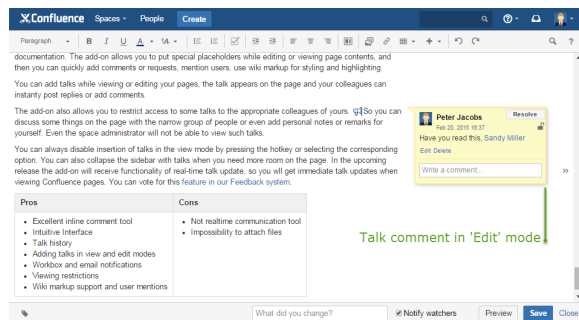 Confluence Spaces People Create
Paragraph B I U A ?
documentation. The add-on allows you to put special placeholders while editing or viewing page contents, and
then you can quickly add comments or requests, mention users, use wiki markup for styling and highlighting.
You can add talks while viewing or editing your pages, the talk appears on the page and your colleagues can
instanty post replies or add comments.
The add-on also allows you to restrict access to some talks to the appropriate colleagues of yours. So you can
discuss some things on the page with the narrow group of people or even add personal notes or remarks for
yourself. Even the space administrator will not be able to view such talks.
You can always disable insertion of talks in the view mode by pressing the hotkey or selecting the corresponding
option. You can also collapse the sidebar with talks when you need more room on the page. In the upcoming
release the add-on will receive functionality of real-time talk update, so you wll get immediate talk updates when
viewing Confluence pages. You can vote for this feature in our Feedback system.
Peter Jacobs Resolve
Feb 20, 2015 16:37
Have you read this, Sandy Miller
Edit Delete
Write a comment...
Pros Cons
• Excellent inline comment tool
• Intuitive Interface
• Talk history
• Adding talks in view and edit modes
• Workbox and email notifications
• Viewing restrictions
• Wiki markup support and user mentions
• Not realtime communication tool
• Impossibility to attach files
Talk comment in 'Edit' mode
What did you change? Notify watchers Preview Save Close